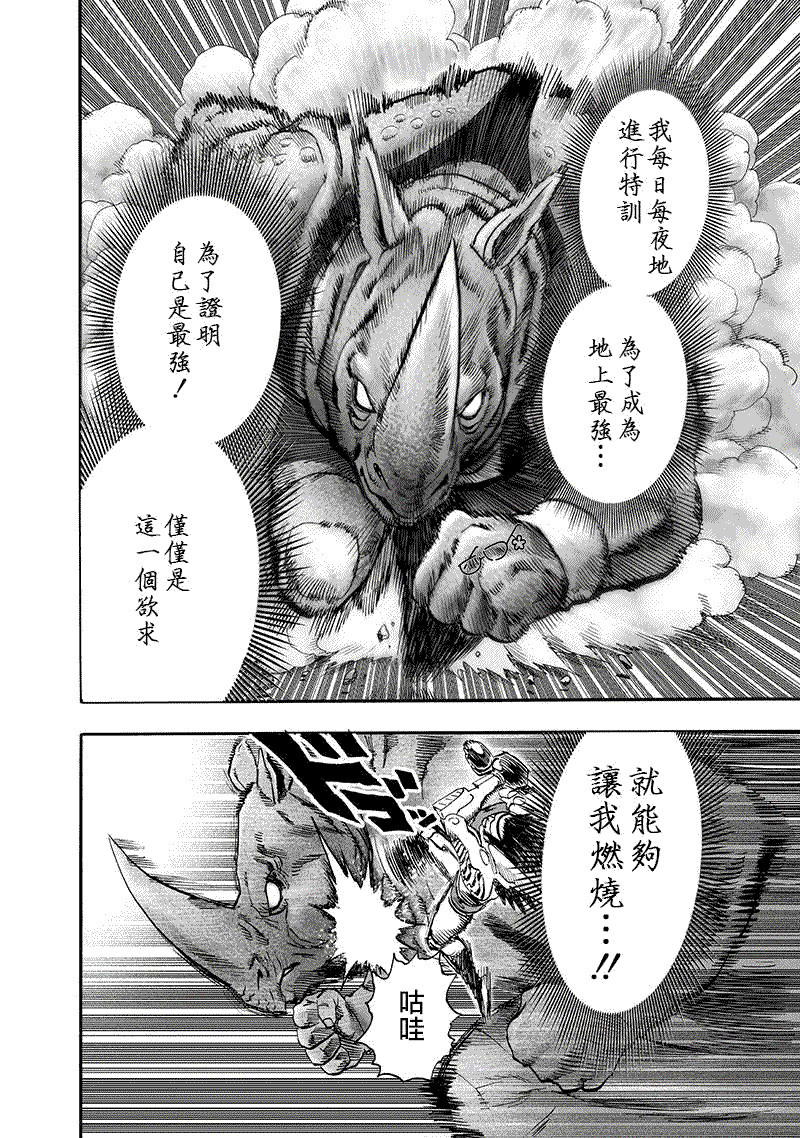 我每日每夜地
進行特訓
為了成為
地上最強…
為了證明
自己是最強!
僅僅是
這一個欲求
就能夠
讓我燃燒…!!
咕哇